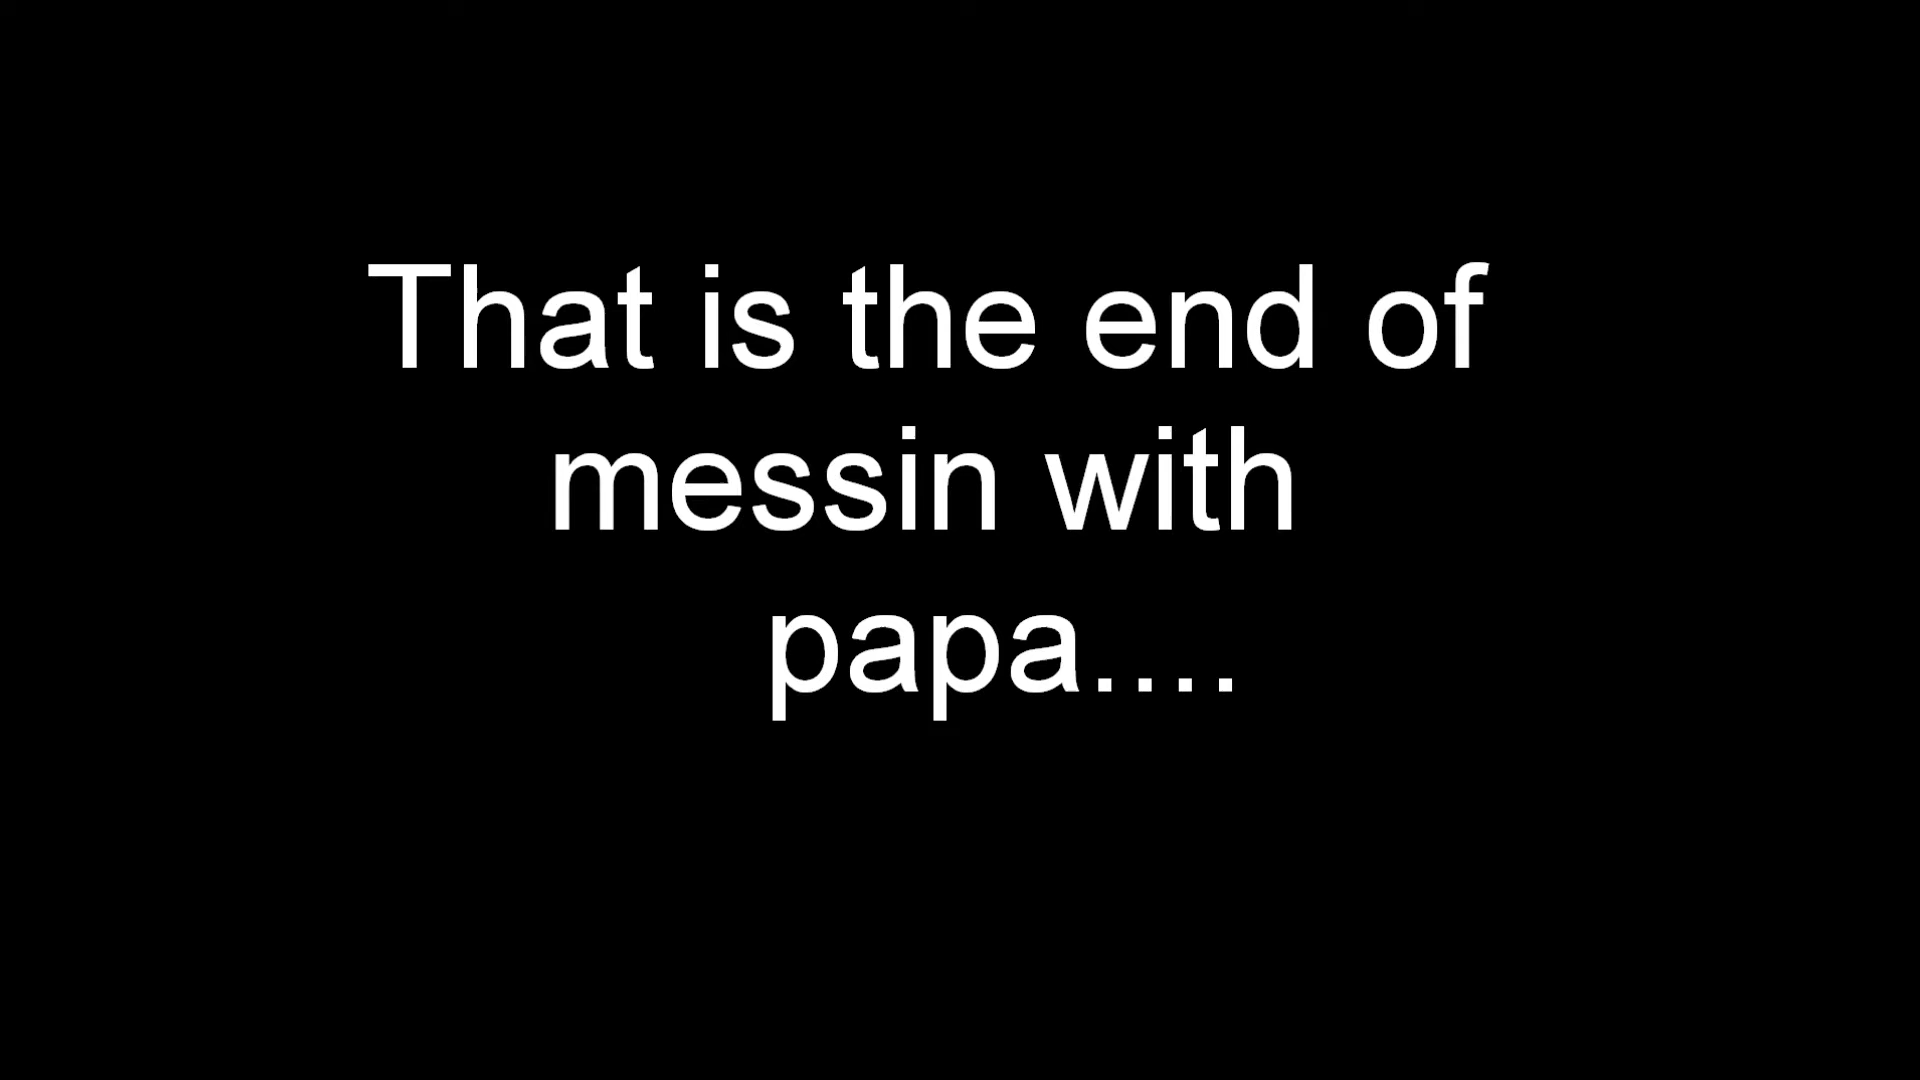 That is the end of
messin with
papa....